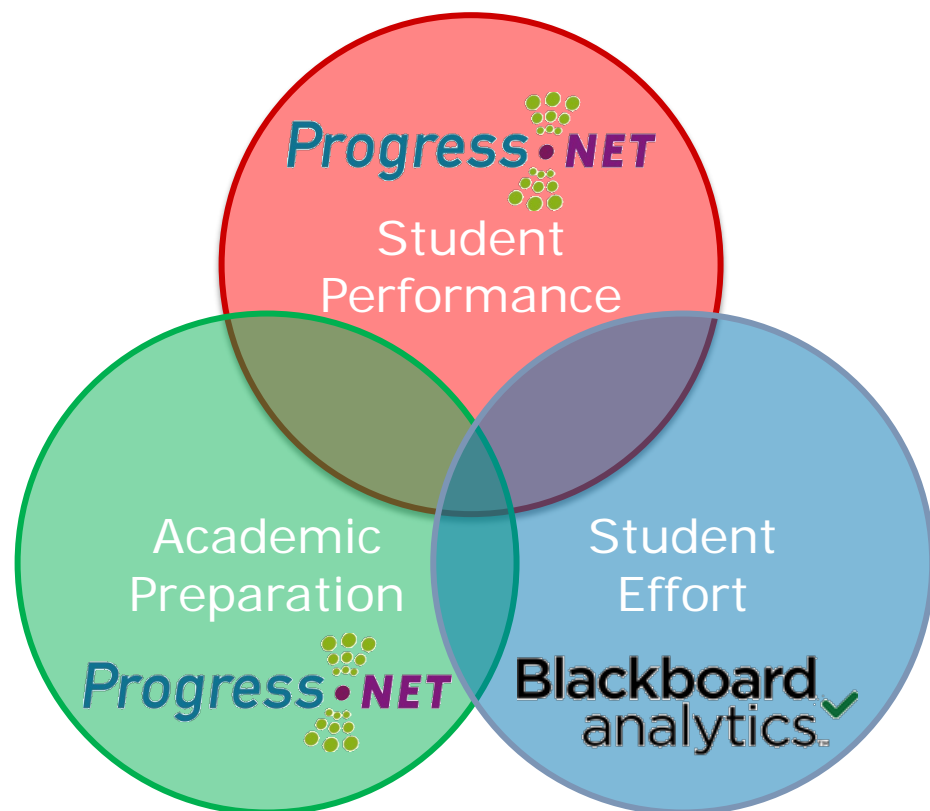 Progress•NET
Student
Performance
Academic
Preparation
Progress•NET
Student
Effort
Blackboard
analytics